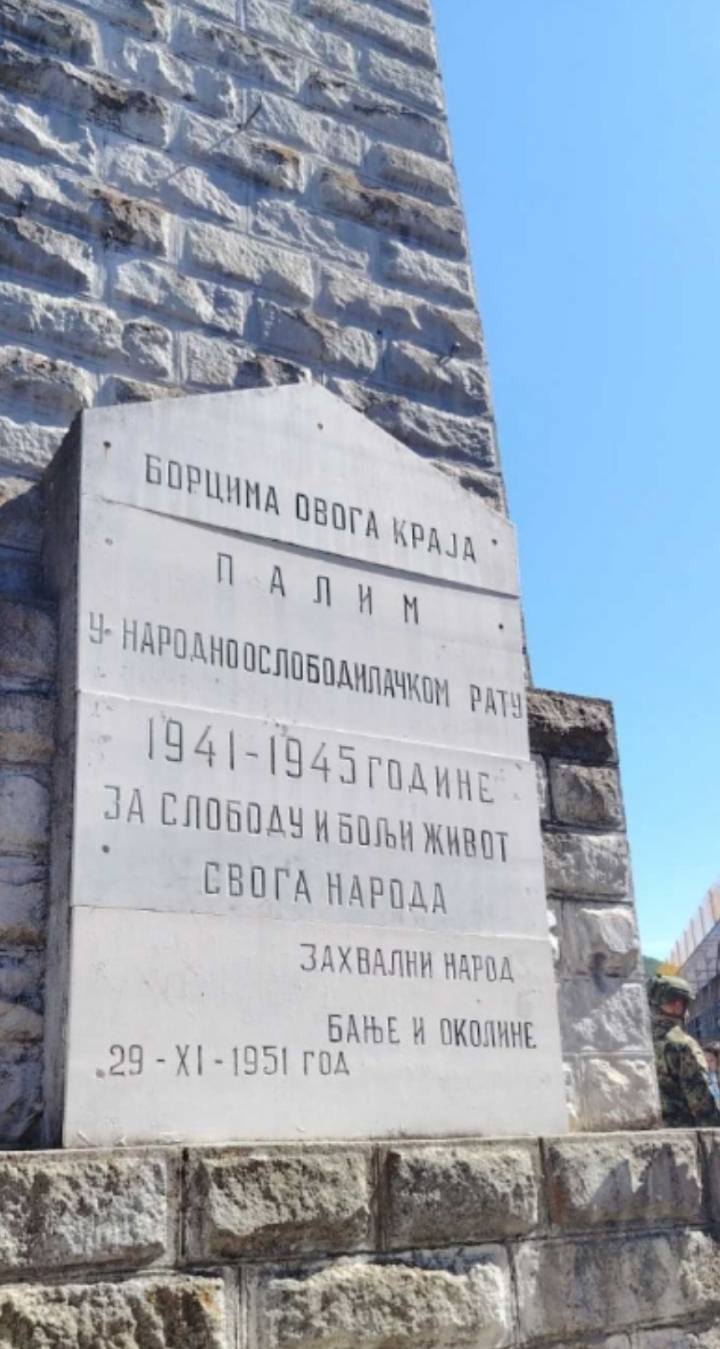 БОРЦИМА ОВОГА КРАЈА
ПАЛИМ
У НАРОДНООСЛОБОДИЛАЧКОМ РАТУ
1941-1945 ГОДИНЕ
ЗА СЛОБОДУ И БОЉИ ЖИВОТ
СВОГА НАРОДА
ЗАХВАЛНИ НАРОД
БАЊЕ И ОКОЛИНЕ
29-XI-1951 ГОД